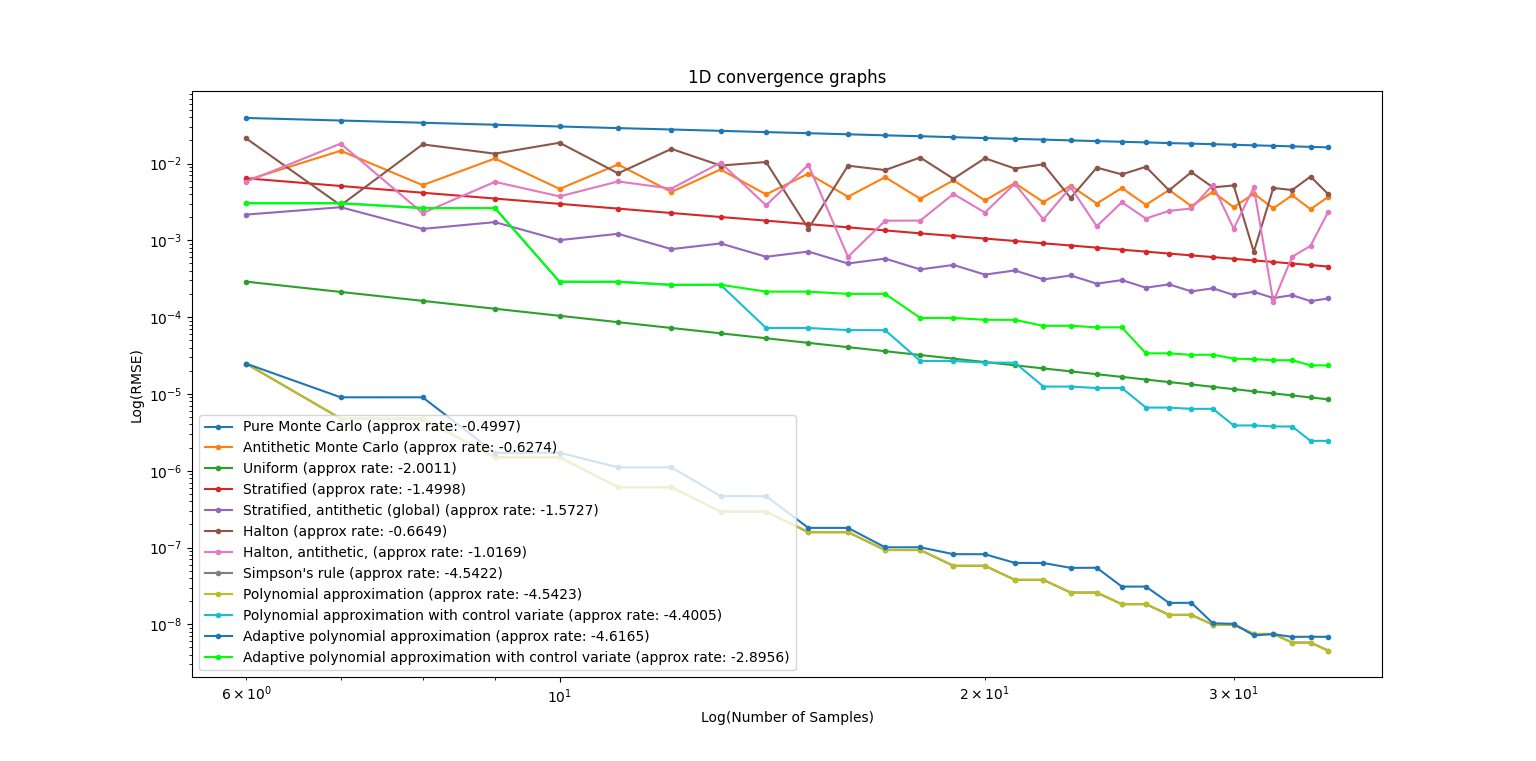 1D convergence graphs
Log(RMSE)
10⁻²
10⁻³
10⁻⁴
10⁻⁵
10⁻⁶
10⁻⁷
10⁻⁸
Pure Monte Carlo (approx rate: -0.4997)
Antithetic Monte Carlo (approx rate: -0.6274)
Uniform (approx rate: -2.0011)
Stratified (approx rate: -1.4998)
Stratified, antithetic (global) (approx rate: -1.5727)
Halton (approx rate: -0.6649)
Halton, antithetic, (approx rate: -1.0169)
Simpson's rule (approx rate: -4.5422)
Polynomial approximation (approx rate: -4.5423)
Polynomial approximation with control variate (approx rate: -4.4005)
Adaptive polynomial approximation (approx rate: -4.6165)
Adaptive polynomial approximation with control variate (approx rate: -2.8956)
6 × 10⁰ 10¹ 2 × 10¹ 3 × 10¹
Log(Number of Samples)